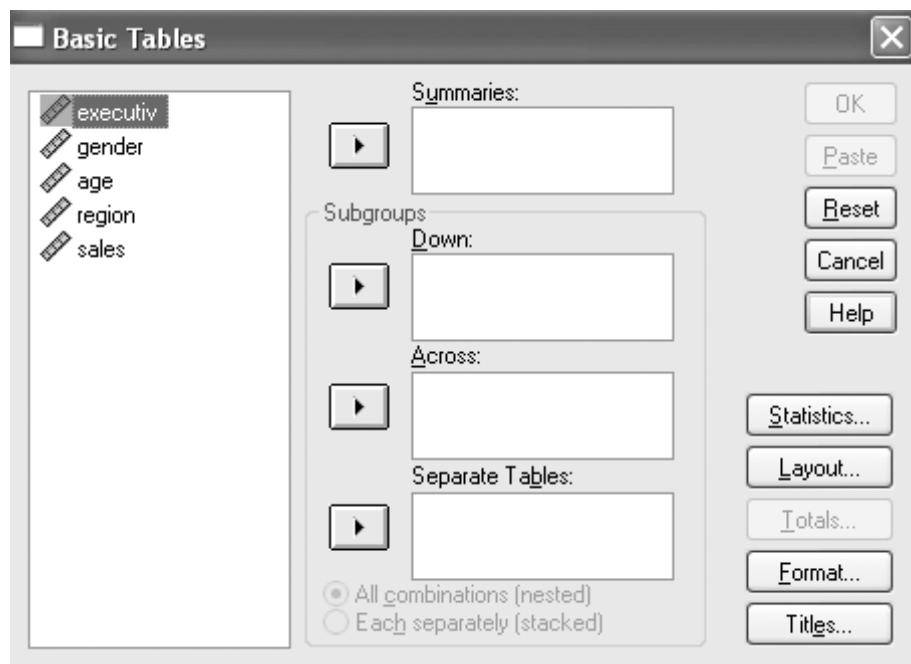 Basic Tables
executiv
gender
age
region
sales
Summaries:
Subgroups
Down:
Across:
Separate Tables:
All combinations (nested)
Each separately (stacked)
OK
Paste
Reset
Cancel
Help
Statistics...
Layout...
Totals...
Format...
Titles...